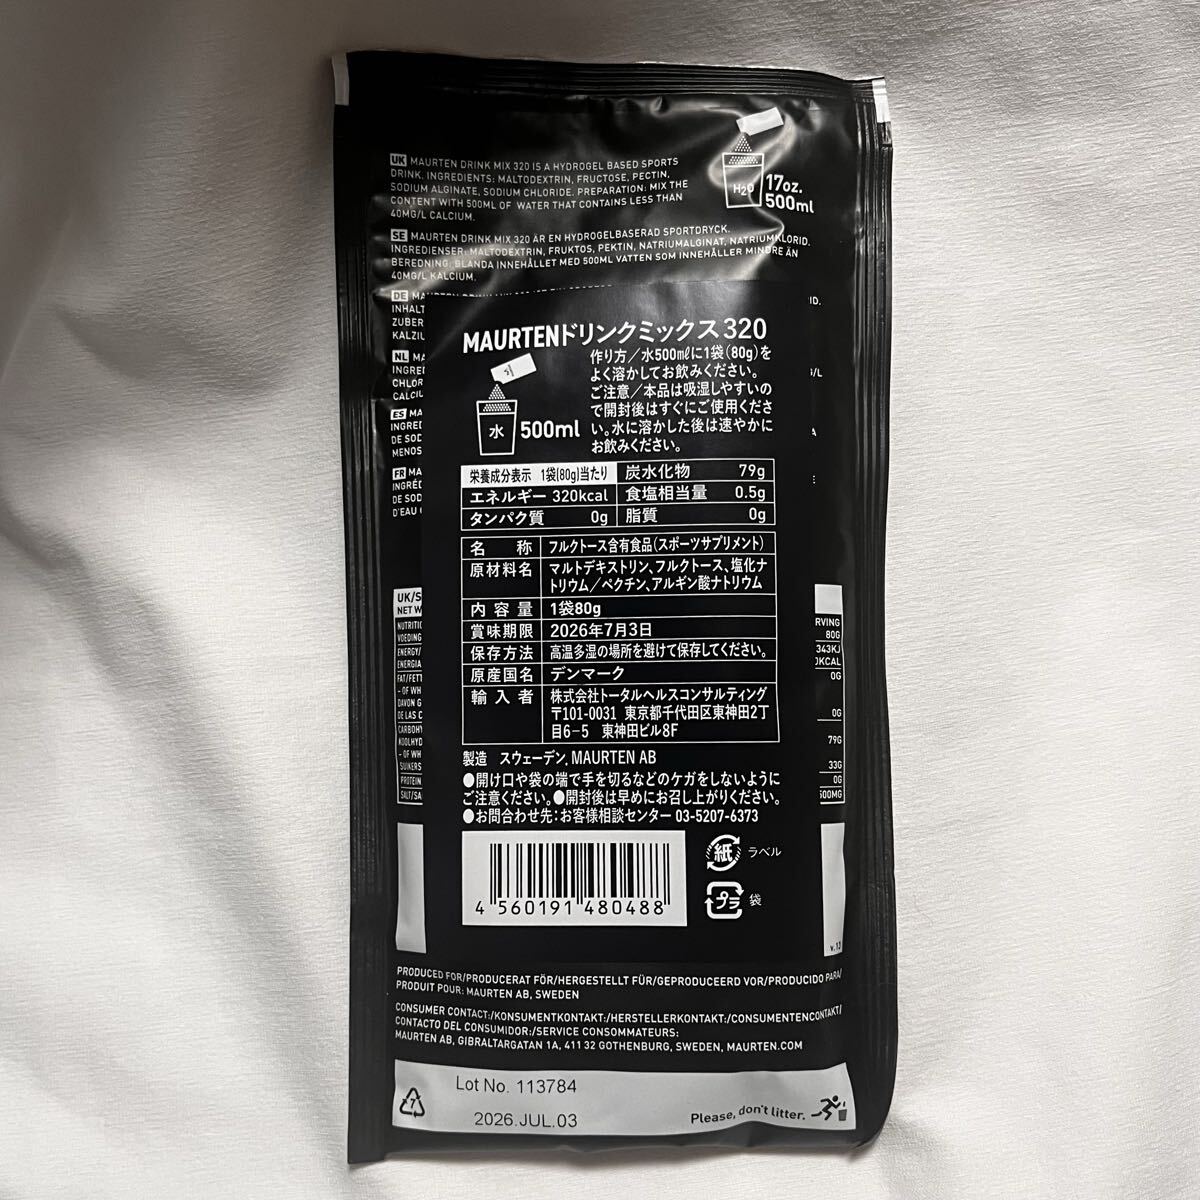 UK MAURTEN DRINK MIX 320 IS A HYDROGEL BASED SPORTS
DRINK. INGREDIENTS: MALTODEXTRIN, FRUCTOSE, PECTIN,
SODIUM ALGINATE, SODIUM CHLORIDE. PREPARATION: MIX THE
CONTENT WITH 500ML OF WATER THAT CONTAINS LESS THAN
40MG/L CALCIUM.
H2O
17oz.
500ml
SE MAURTEN DRINK MIX 320 ÄR EN HYDROGELBASERAD SPORTDRYCK.
INGREDIENSER: MALTODEXTRIN, FRUKTOS, PEKTIN, NATRIUMALGINAT, NATRIUMKLORID.
BEREDNING: BLANDA INNEHÅLLET MED 500ML VATTEN SOM INNEHÅLLER MINDRE ÄN
40MG/L KALCIUM.
DE
NL
ES
FR
MAURTENドリンクミックス320
作り方/水500mlに1袋(80g)を
よく溶かしてお飲みください。
ご注意/本品は吸湿しやすいの
で開封後はすぐにご使用くださ
い。水に溶かした後は速やかに
お飲みください。
水 500ml
栄養成分表示 1袋(80g)当たり 炭水化物 79g
エネルギー 320kcal 食塩相当量 0.5g
タンパク質 0g 脂質 0g
名 称 フルクトース含有食品(スポーツサプリメント)
原材料名 マルトデキストリン、フルクトース、塩化ナ
トリウム/ペクチン、アルギン酸ナトリウム
内 容 量 1袋80g
賞味期限 2026年7月3日
保存方法 高温多湿の場所を避けて保存してください。
原産国名 デンマーク
輸 入 者 株式会社トータルヘルスコンサルティング
〒101-0031 東京都千代田区東神田2丁
目6-5 東神田ビル8F
製造 スウェーデン、MAURTEN AB
●開け口や袋の端で手を切るなどのケガをしないように
ご注意ください。●開封後は早めにお召し上がりください。
●お問合わせ先:お客様相談センター 03-5207-6373
4 560191 480488
紙 ラベル
プラ 袋
UK/S
NET W
80G
343KJ
0G
0G
79G
33G
0G
500MG
PRODUCED FOR/PRODUCERAT FÖR/HERGESTELLT FÜR/GEPRODUCEERD VOR/PRODUCIDO PARA/
PRODUIT POUR: MAURTEN AB, SWEDEN
CONSUMER CONTACT:/KONSUMENTKONTAKT:/HERSTELLERKONTAKT:/CONSUMENTENCONTAKT/
CONTACTO DEL CONSUMIDOR:/SERVICE CONSOMMATEURS:
MAURTEN AB, GIBRALTARGATAN 1A, 411 32 GOTHENBURG, SWEDEN, MAURTEN.COM
Lot No. 113784
7
2026.JUL.03
Please, don't litter.